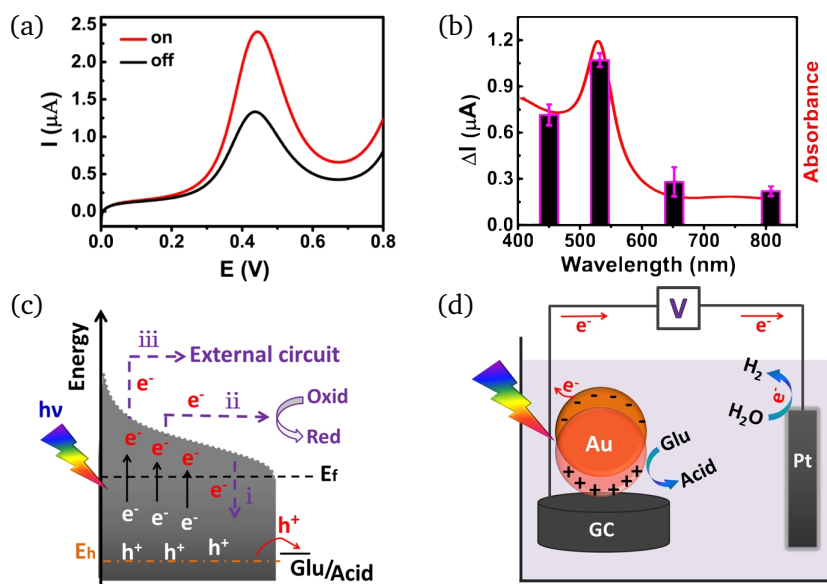 (a)
I (μA)
2.5
2.0
1.5
1.0
0.5
0.0
on
off
0.0 0.2 0.4 0.6 0.8
E (V)
(b)
ΔI (μA)
1.2
0.9
0.6
0.3
0.0
400 500 600 700 800
Wavelength (nm)
Absorbance
(c)
Energy
hν
iii
External circuit
e-
e-
ii
Oxid
Red
e- e- e-
Ef
e-
i
e- e- e-
h+
Eh
h+ h+ h+
Glu/Acid
(d)
V
e- e-
H2
e-
H2O
e-
Au
Glu
Acid
Pt
GC
- - - - - -
+ + + + + + +